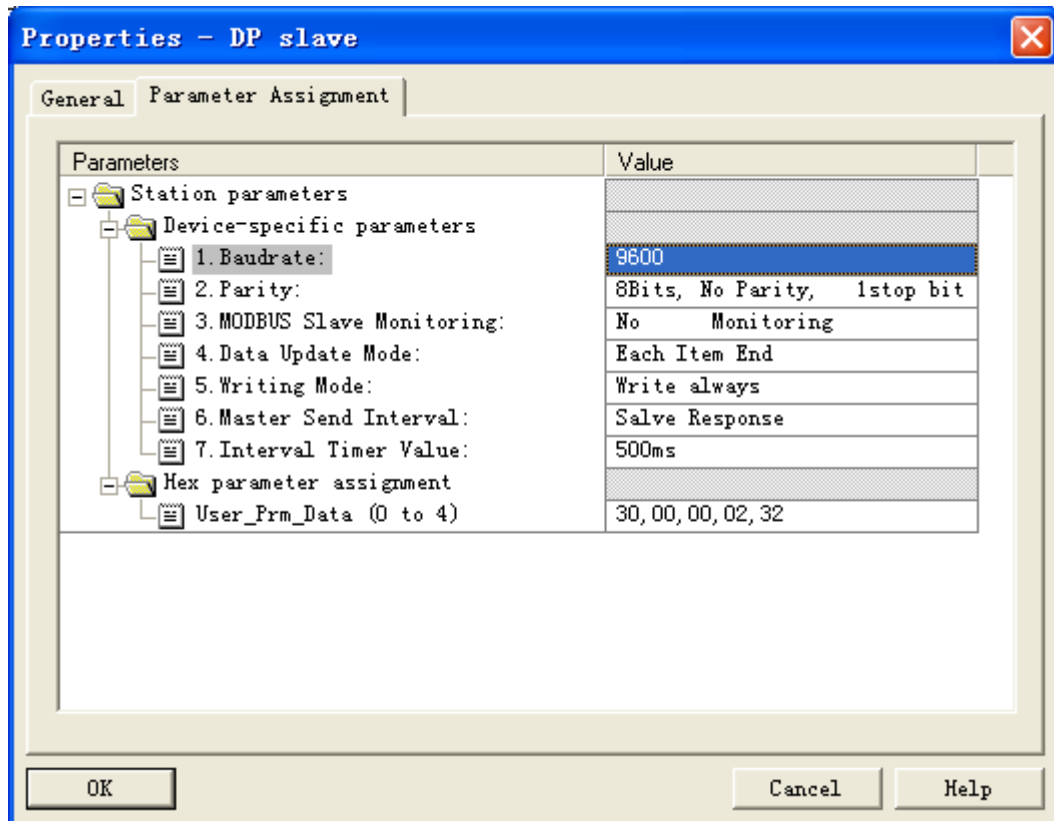 Properties - DP slave
General Parameter Assignment
Parameters Value
Station parameters
Device-specific parameters
1.Baudrate: 9600
2.Parity: 8Bits, No Parity, 1stop bit
3.MODBUS Slave Monitoring: No Monitoring
4.Data Update Mode: Each Item End
5.Writing Mode: Write always
6.Master Send Interval: Salve Response
7.Interval Timer Value: 500ms
Hex parameter assignment
User_Prm_Data (0 to 4) 30,00,00,02,32
OK Cancel Help